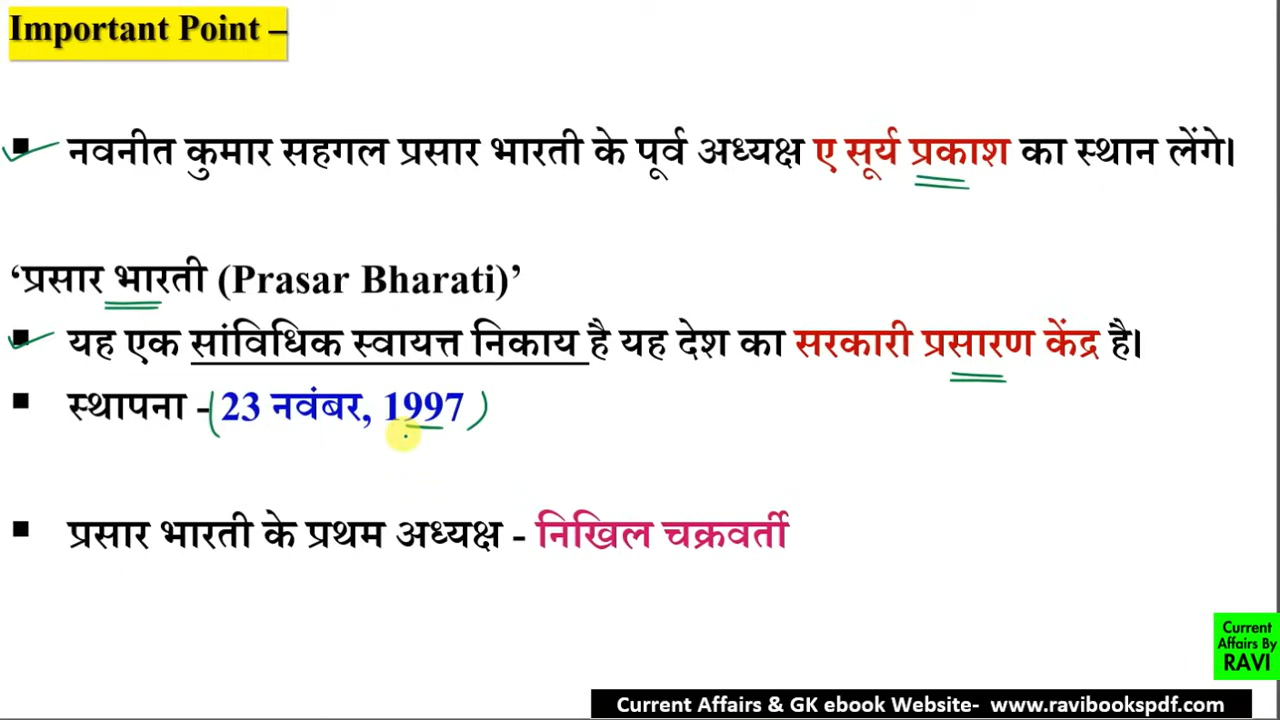 Important Point –
▪ नवनीत कुमार सहगल प्रसार भारती के पूर्व अध्यक्ष ए सूर्य प्रकाश का स्थान लेंगे।
‘प्रसार भारती (Prasar Bharati)’
▪ यह एक सांविधिक स्वायत्त निकाय है यह देश का सरकारी प्रसारण केंद्र है।
▪ स्थापना - (23 नवंबर, 1997)
▪ प्रसार भारती के प्रथम अध्यक्ष - निखिल चक्रवर्ती
Current
Affairs By
RAVI
Current Affairs & GK ebook Website- www.ravibookspdf.com